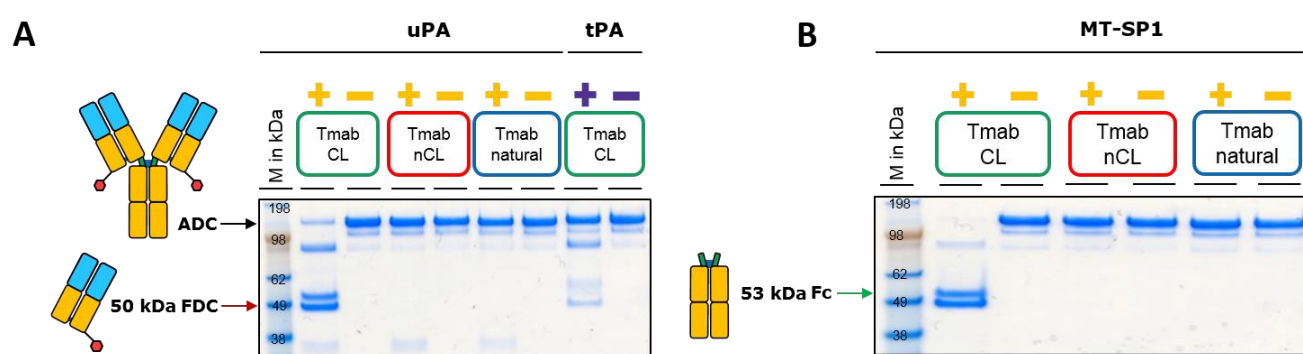 A
uPA
tPA
+ − + − + − + −
M in kDa
Tmab
CL
Tmab
nCL
Tmab
natural
Tmab
CL
ADC
50 kDa FDC
198
98
62
49
38
B
MT-SP1
+ − + − + −
M in kDa
Tmab
CL
Tmab
nCL
Tmab
natural
53 kDa Fc
198
98
62
49
38